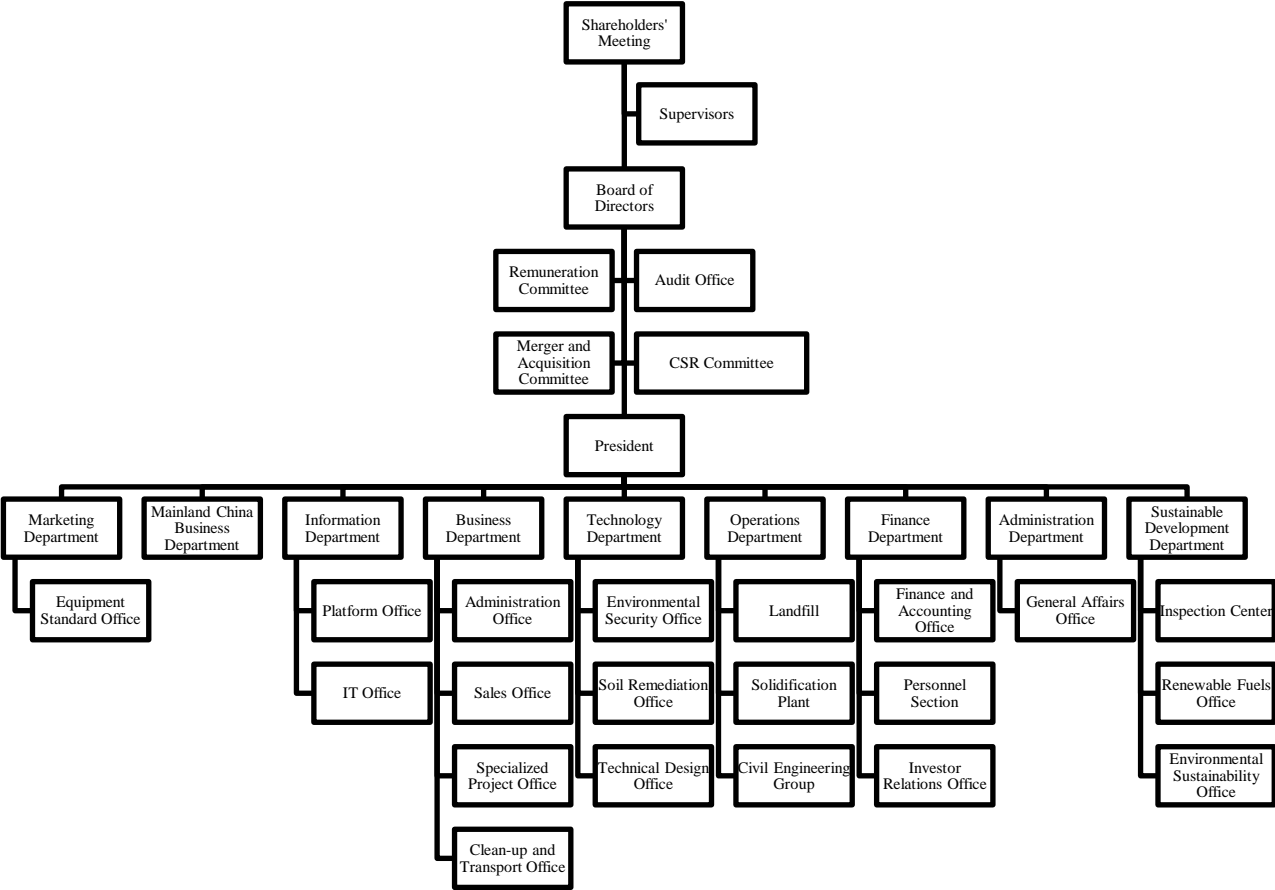 Shareholders'
Meeting
Supervisors
Board of
Directors
Remuneration
Committee
Audit Office
Merger and
Acquisition
Committee
CSR Committee
President
Marketing
Department
Mainland China
Business
Department
Information
Department
Business
Department
Technology
Department
Operations
Department
Finance
Department
Administration
Department
Sustainable
Development
Department
Equipment
Standard Office
Platform Office
IT Office
Administration
Office
Sales Office
Specialized
Project Office
Clean-up and
Transport Office
Environmental
Security Office
Soil Remediation
Office
Technical Design
Office
Landfill
Solidification
Plant
Civil Engineering
Group
Finance and
Accounting
Office
Personnel
Section
Investor
Relations Office
General Affairs
Office
Inspection Center
Renewable Fuels
Office
Environmental
Sustainability
Office